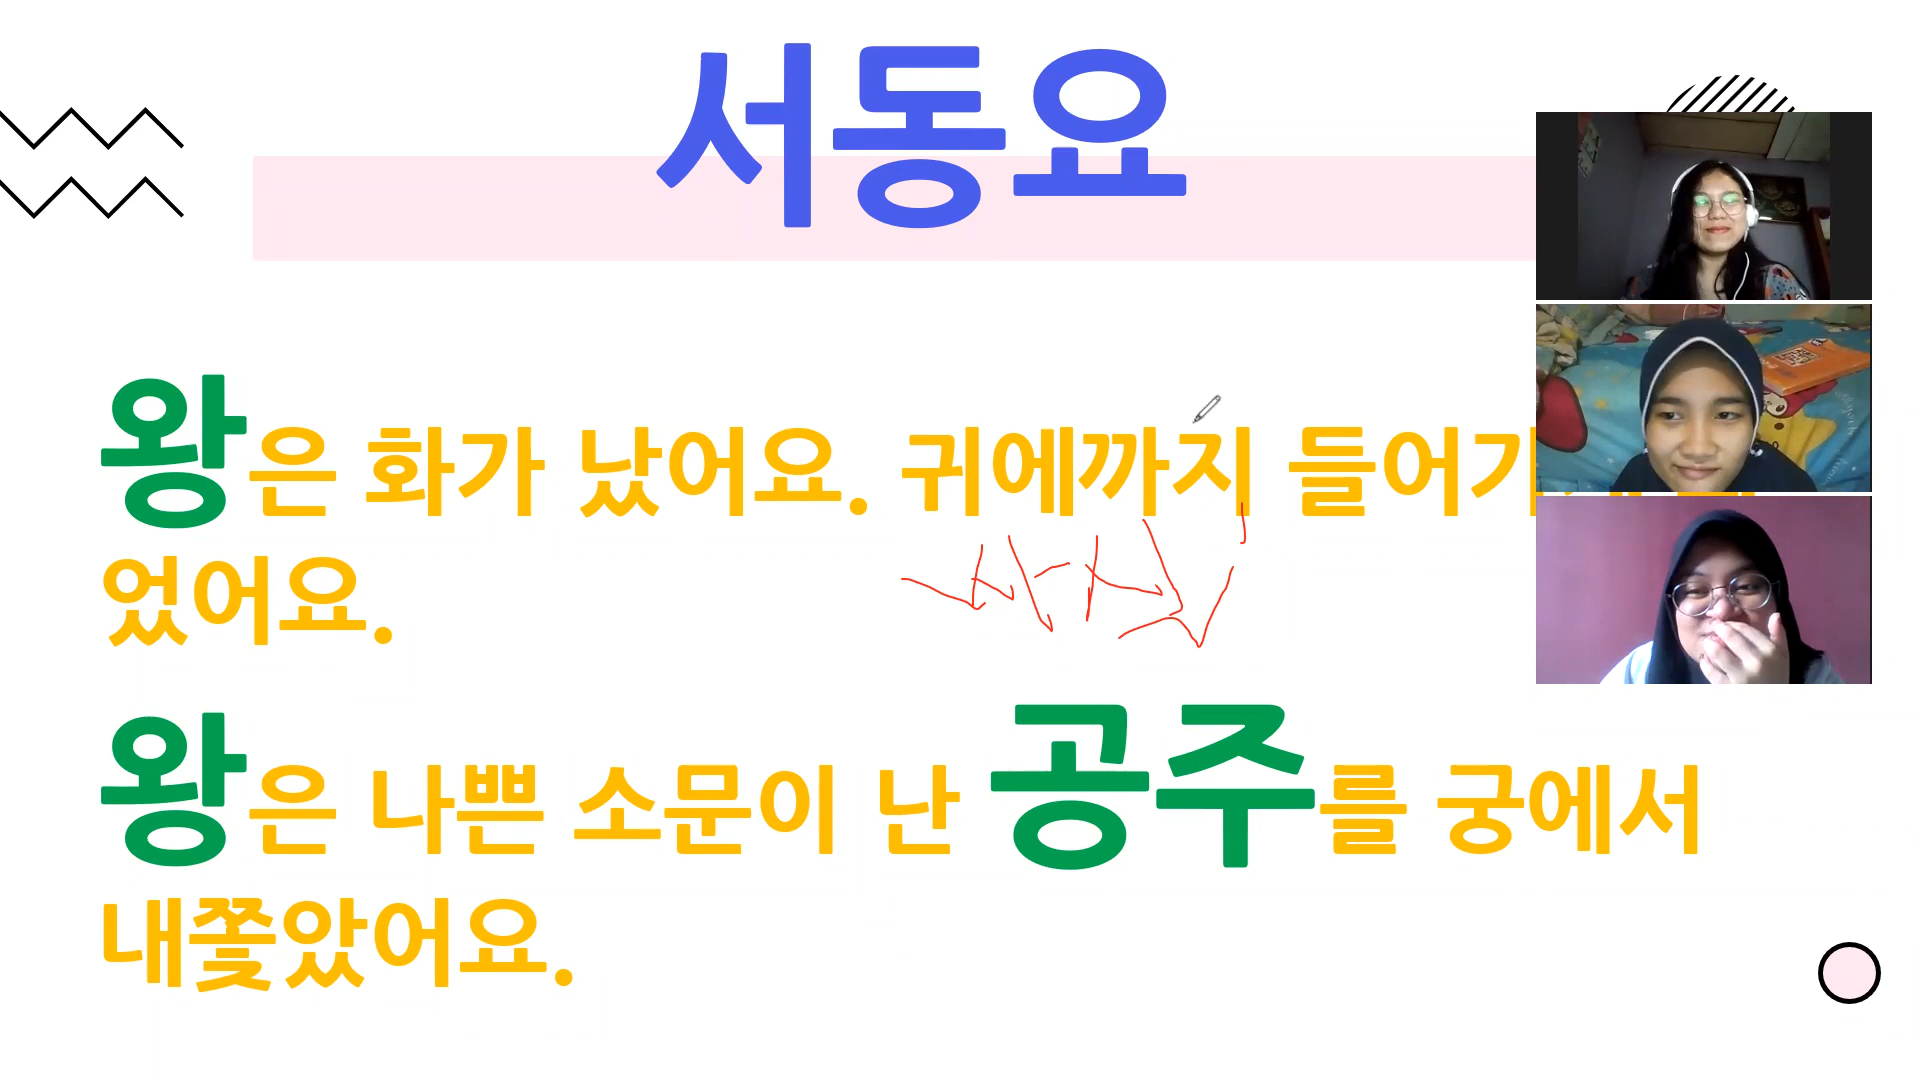 서동요
왕은 화가 났어요. 귀에까지 들어가
었어요.
왕은 나쁜 소문이 난 공주를 궁에서
내쫓았어요.